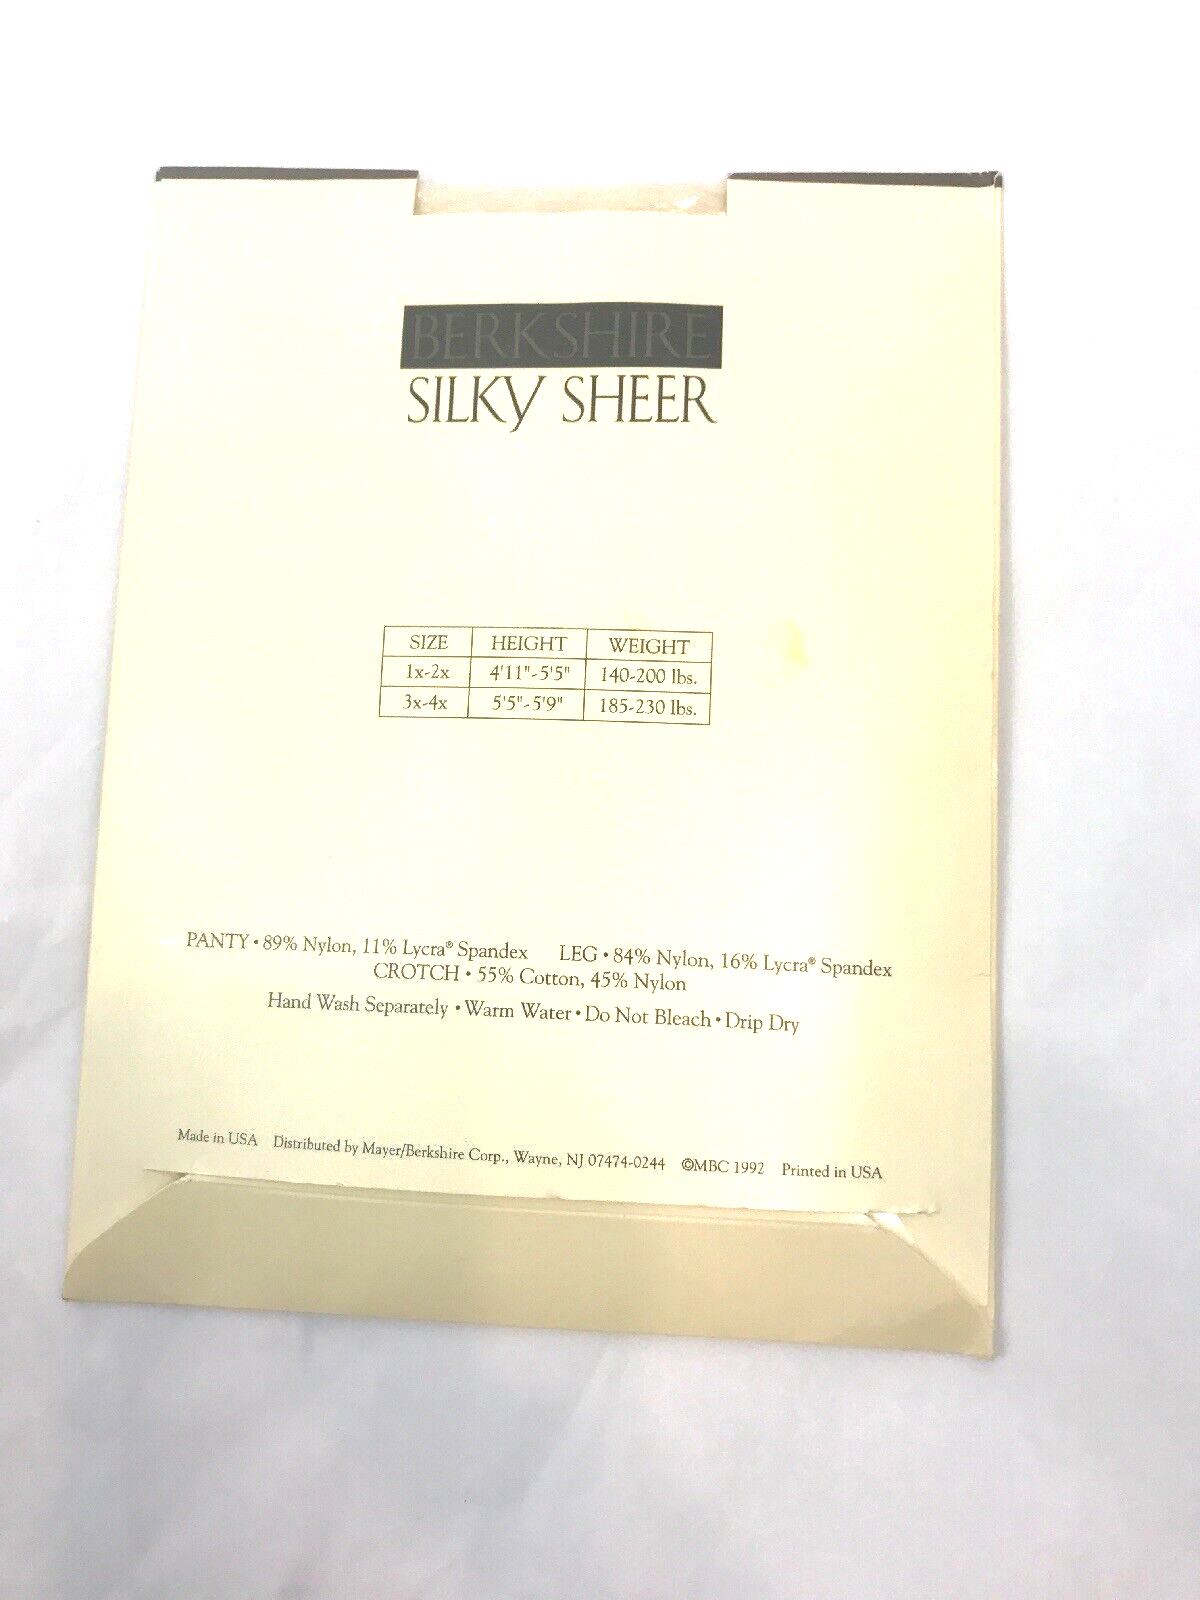 BERKSHIRE
SILKY SHEER
SIZE HEIGHT WEIGHT
1x-2x 4'11"-5'5" 140-200 lbs.
3x-4x 5'5"-5'9" 185-230 lbs.
PANTY • 89% Nylon, 11% Lycra® Spandex LEG • 84% Nylon, 16% Lycra® Spandex
CROTCH • 55% Cotton, 45% Nylon
Hand Wash Separately • Warm Water • Do Not Bleach • Drip Dry
Made in USA Distributed by Mayer/Berkshire Corp., Wayne, NJ 07474-0244 ©MBC 1992 Printed in USA